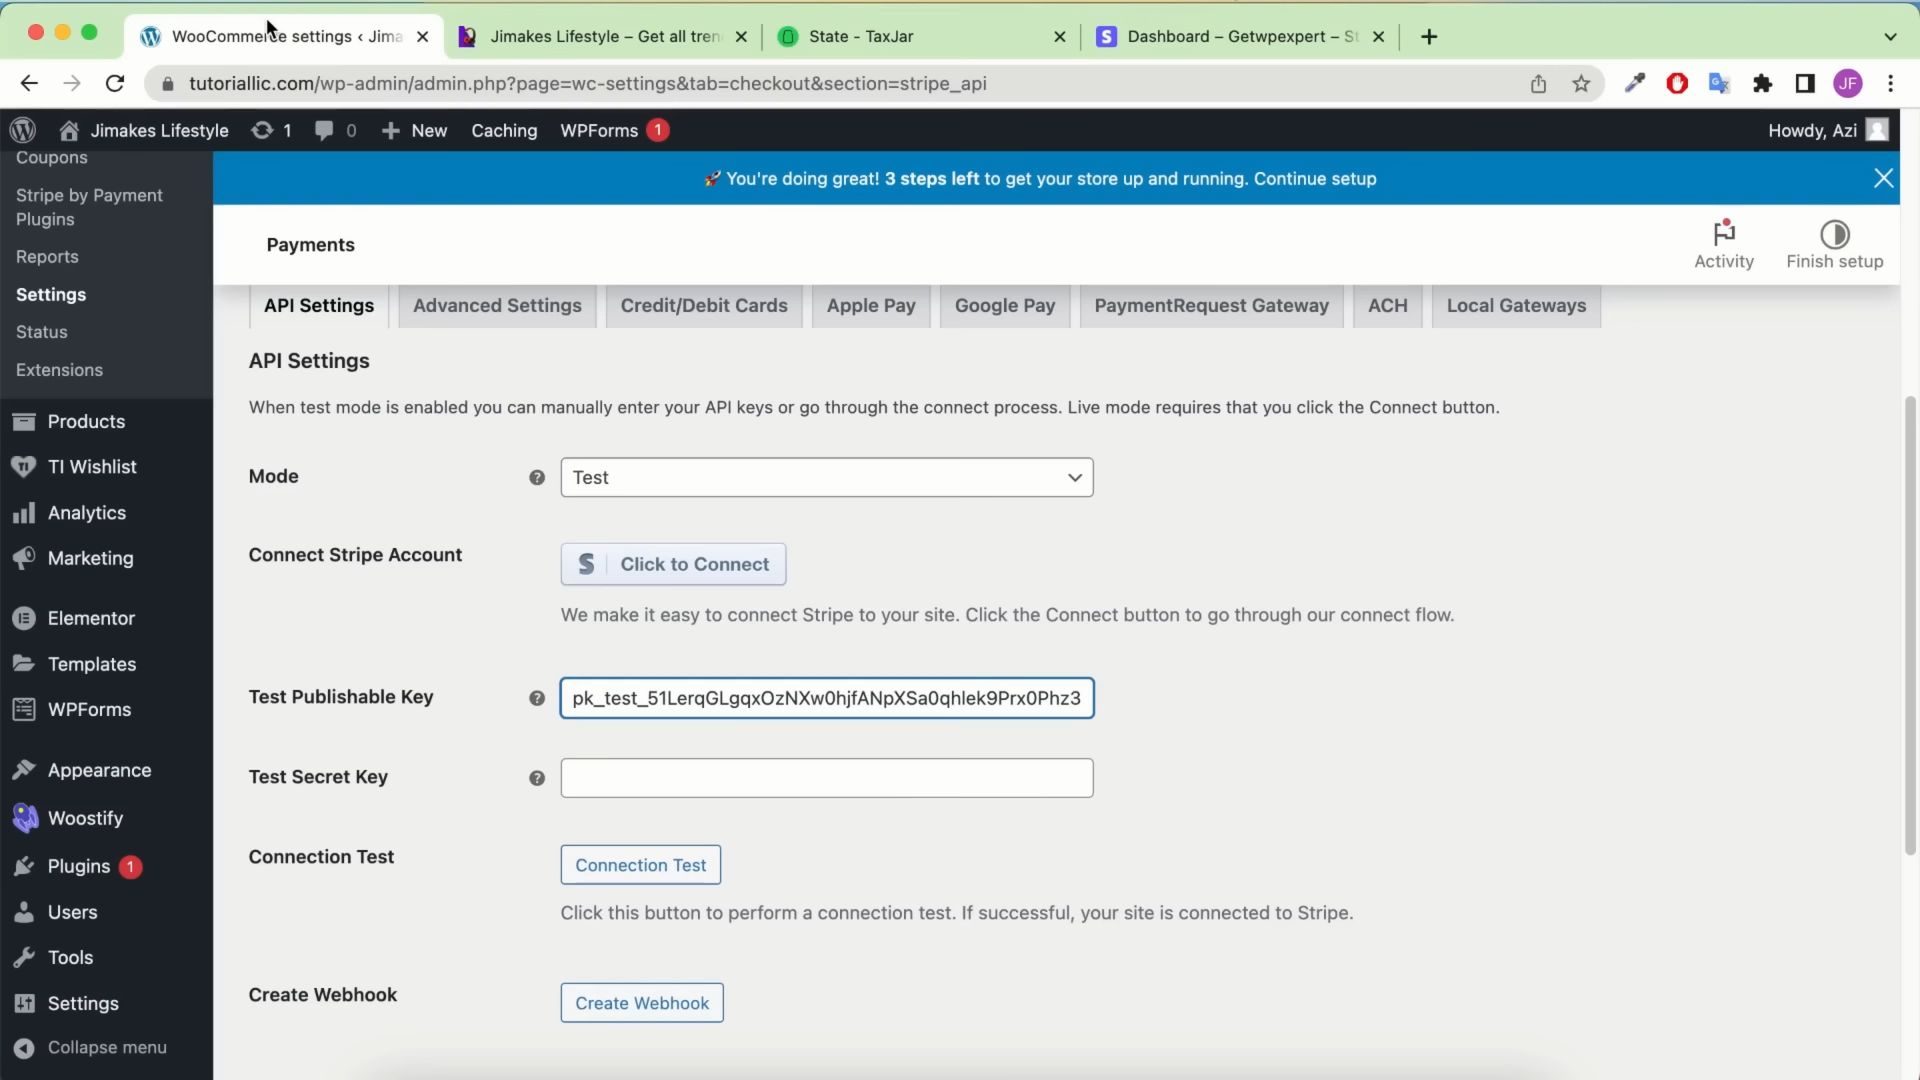 WooCommerce settings ‹ Jima
Jimakes Lifestyle – Get all tren
State - TaxJar
S
Dashboard – Getwpexpert – St
tutoriallic.com/wp-admin/admin.php?page=wc-settings&tab=checkout&section=stripe_api
JF
Jimakes Lifestyle
1
0
New
Caching
WPForms 1
Howdy, Azi
Coupons
Stripe by Payment
Plugins
Reports
Settings
Status
Extensions
Products
TI Wishlist
Analytics
Marketing
Elementor
Templates
WPForms
Appearance
Woostify
Plugins 1
Users
Tools
Settings
Collapse menu
🚀 You're doing great! 3 steps left to get your store up and running. Continue setup
Payments
Activity
Finish setup
API Settings
Advanced Settings
Credit/Debit Cards
Apple Pay
Google Pay
PaymentRequest Gateway
ACH
Local Gateways
API Settings
When test mode is enabled you can manually enter your API keys or go through the connect process. Live mode requires that you click the Connect button.
Mode
Test
Connect Stripe Account
S Click to Connect
We make it easy to connect Stripe to your site. Click the Connect button to go through our connect flow.
Test Publishable Key
pk_test_51LerqGLgqxOzNXw0hjfANpXSa0qhlek9Prx0Phz3
Test Secret Key
Connection Test
Connection Test
Click this button to perform a connection test. If successful, your site is connected to Stripe.
Create Webhook
Create Webhook